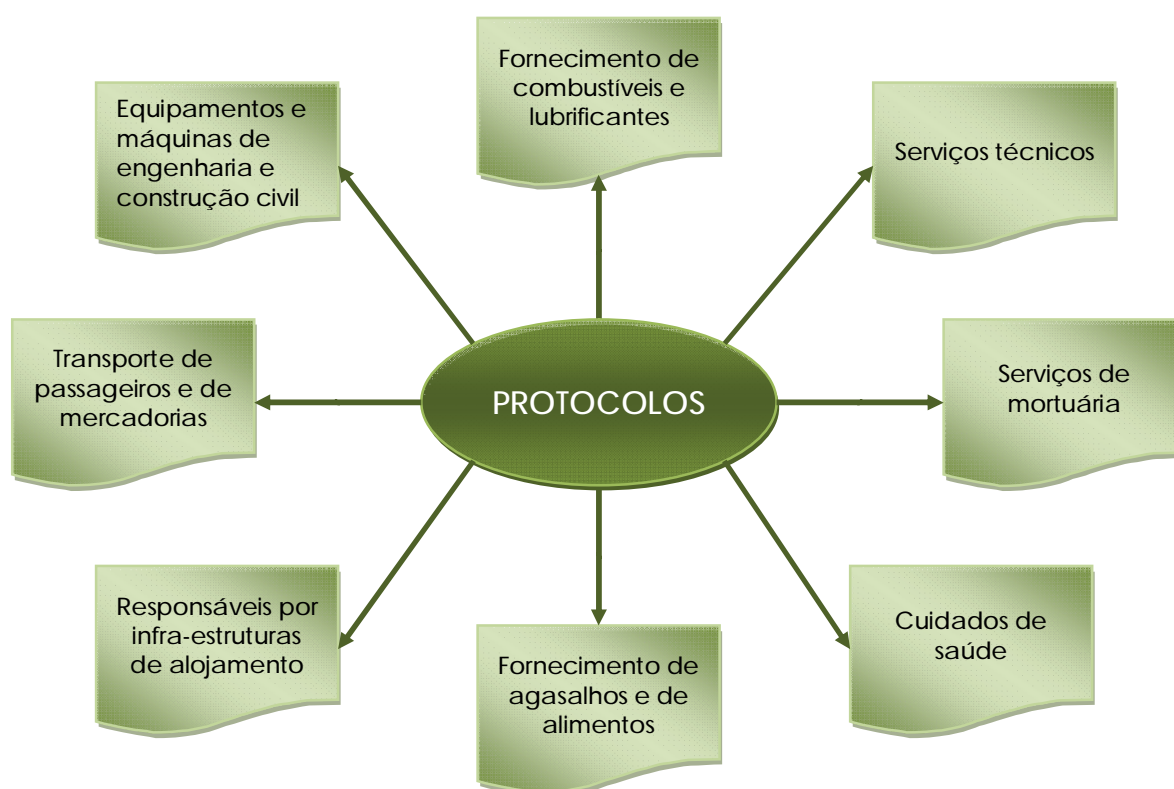 Fornecimento de
combustíveis e
lubrificantes
Equipamentos e
máquinas de
engenharia e
construção civil
Serviços técnicos
Transporte de
passageiros e de
mercadorias
PROTOCOLOS
Serviços de
mortuária
Responsáveis por
infra-estruturas
de alojamento
Fornecimento de
agasalhos e de
alimentos
Cuidados de
saúde